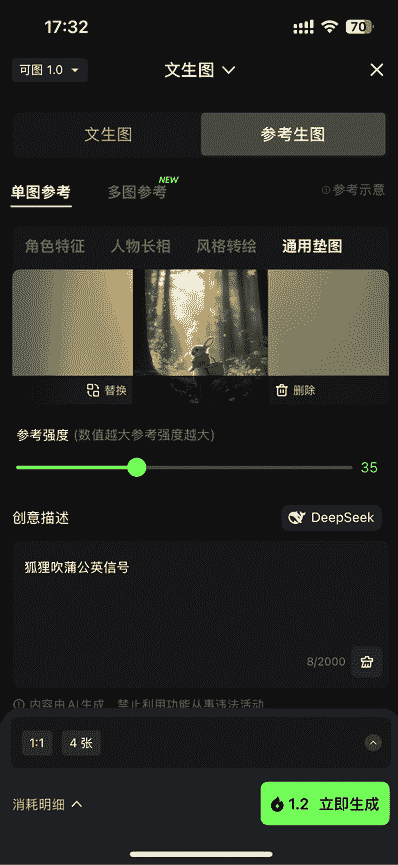 17:32
70
可图 1.0
文生图
文生图
参考生图
单图参考
多图参考
NEW
参考示意
角色特征
人物长相
风格转绘
通用垫图
替换
删除
参考强度 (数值越大参考强度越大)
35
创意描述
DeepSeek
狐狸吹蒲公英信号
8/2000
内容由AI生成，禁止利用功能从事违法活动
1:1
4 张
消耗明细
1.2 立即生成